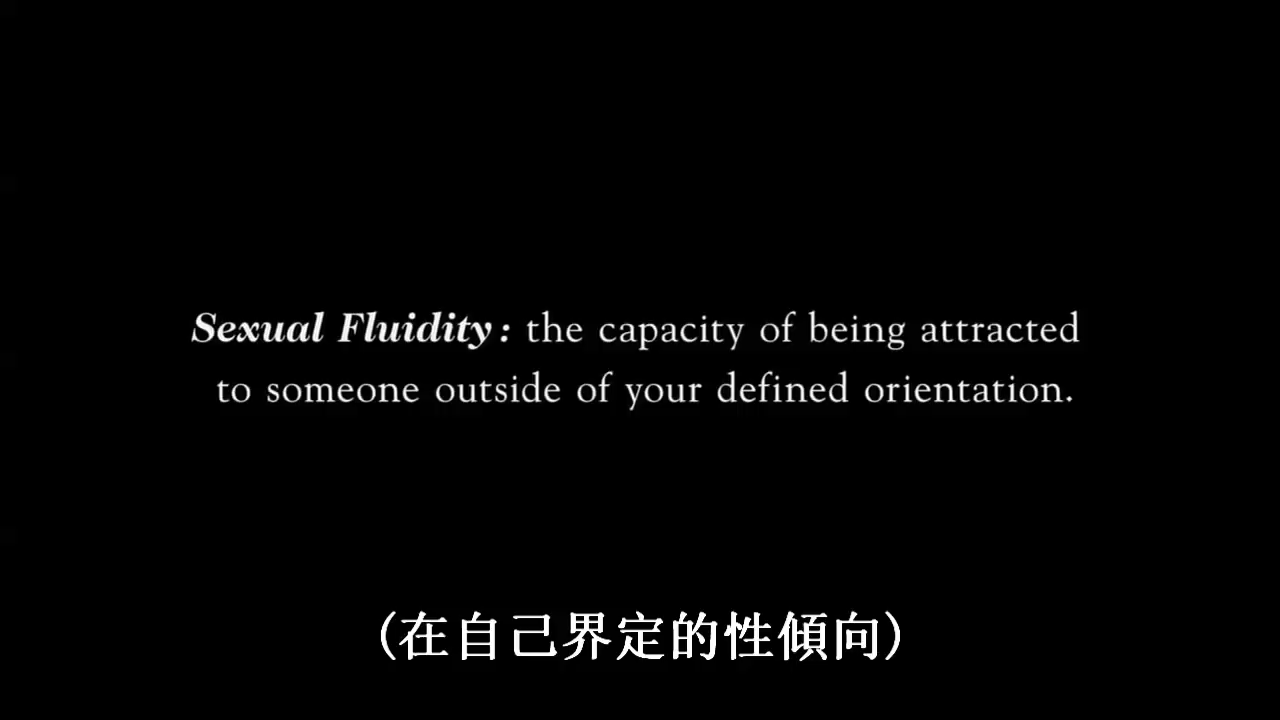 Sexual Fluidity: the capacity of being attracted
to someone outside of your defined orientation.
(在自己界定的性傾向)